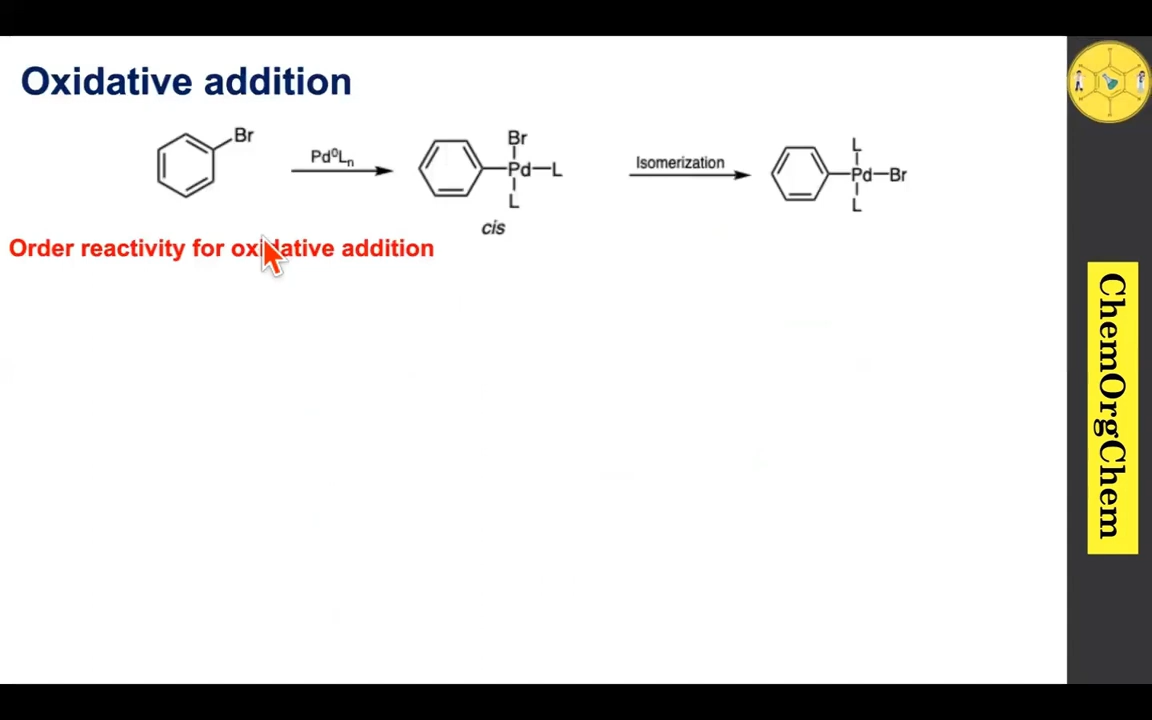 Oxidative addition
Br
Pd⁰Lₙ
Br
Pd
L
L
cis
Isomerization
L
Pd
Br
L
Order reactivity for oxidative addition
ChemOrgChem